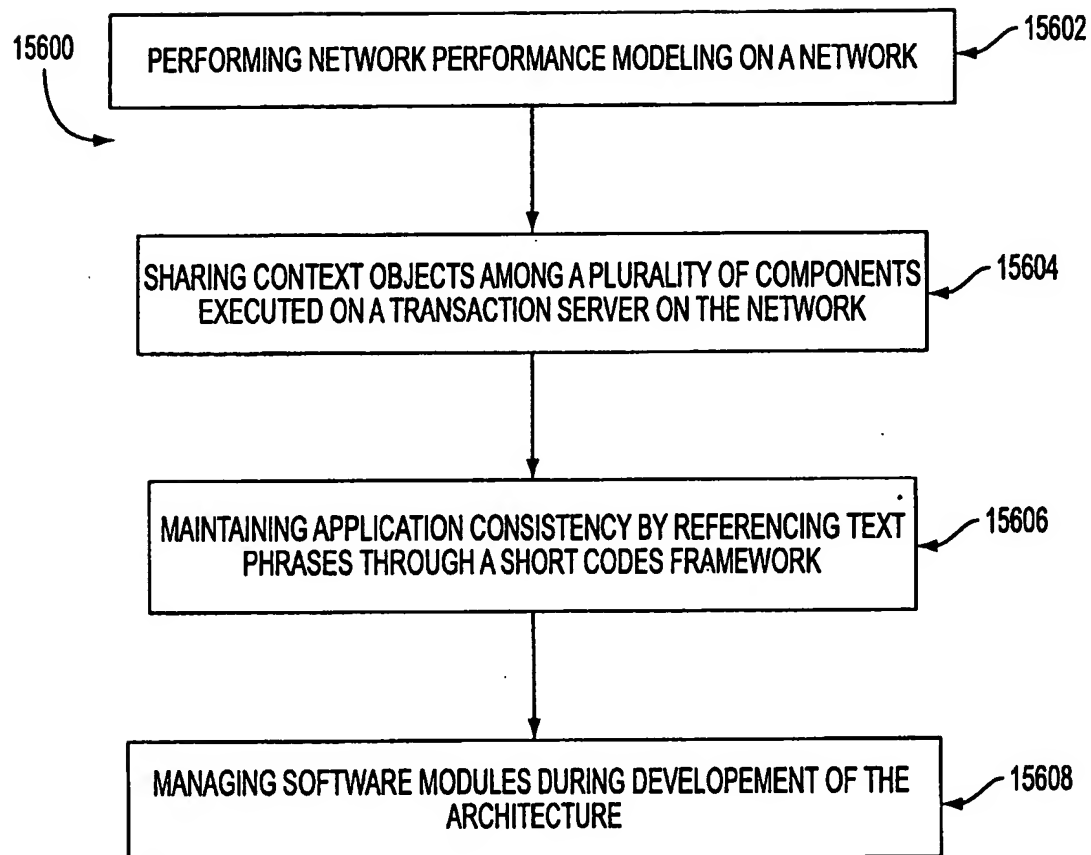 15600
PERFORMING NETWORK PERFORMANCE MODELING ON A NETWORK
15602
SHARING CONTEXT OBJECTS AMONG A PLURALITY OF COMPONENTS
EXECUTED ON A TRANSACTION SERVER ON THE NETWORK
15604
MAINTAINING APPLICATION CONSISTENCY BY REFERENCING TEXT
PHRASES THROUGH A SHORT CODES FRAMEWORK
15606
MANAGING SOFTWARE MODULES DURING DEVELOPEMENT OF THE
ARCHITECTURE
15608